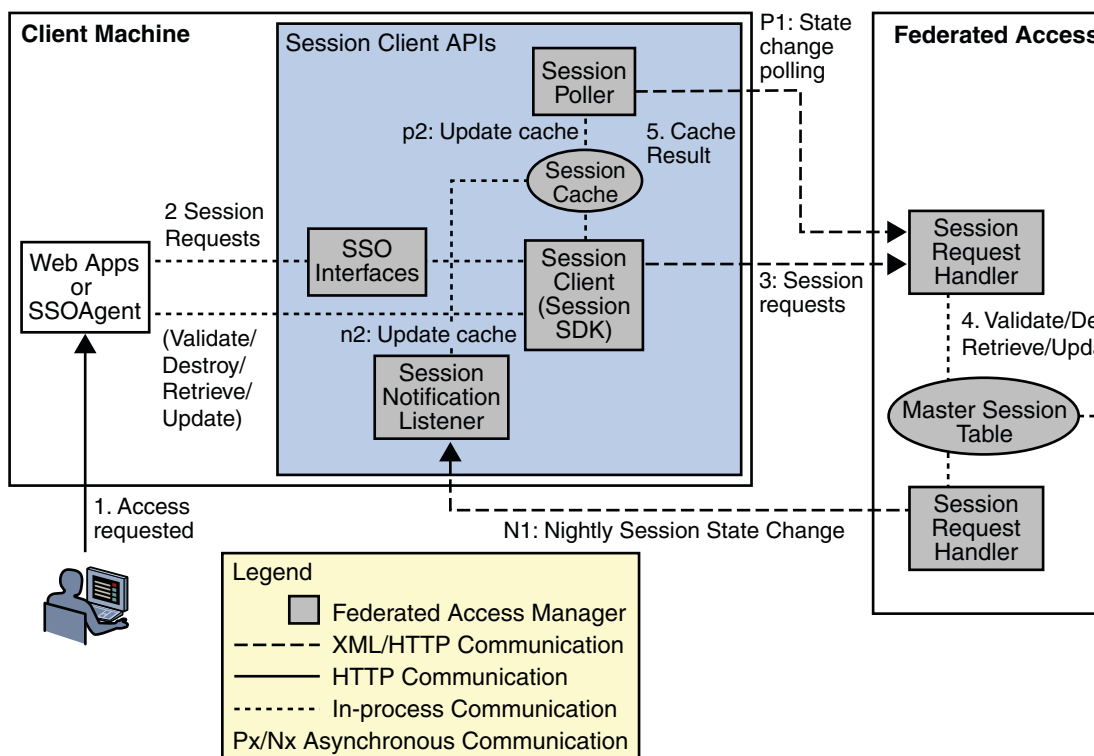 Client Machine
Session Client APIs
Session
Poller
P1: State
change
polling
Federated Access
p2: Update cache
5. Cache
Result
Session
Cache
2 Session
Requests
Web Apps
or
SSOAgent
SSO
Interfaces
Session
Client
(Session
SDK)
3: Session
requests
Session
Request
Handler
(Validate/
Destroy/
Retrieve/
Update)
n2: Update cache
4. Validate/De
Retrieve/Upda
Session
Notification
Listener
Master Session
Table
1. Access
requested
N1: Nightly Session State Change
Session
Request
Handler
Legend
Federated Access Manager
XML/HTTP Communication
HTTP Communication
In-process Communication
Px/Nx Asynchronous Communication